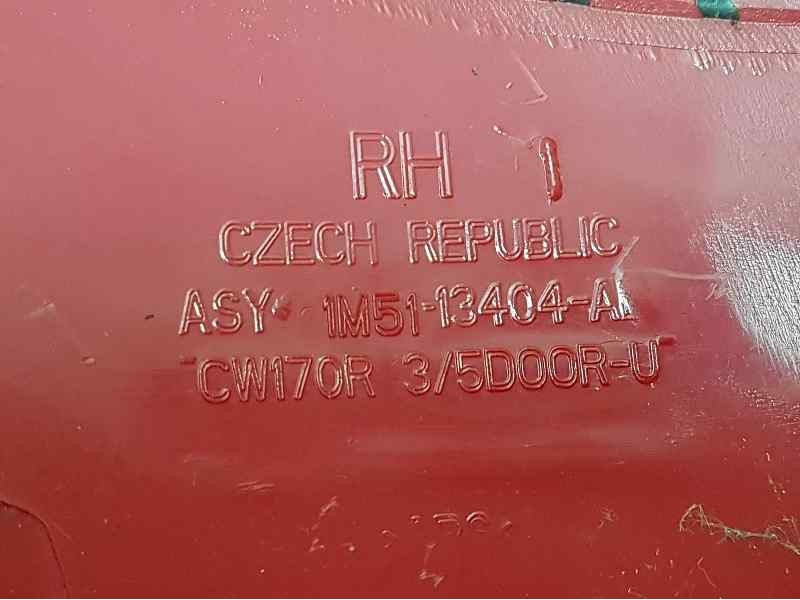 RH 1
CZECH REPUBLIC
ASY 1M51-13404-A
CW170R 3/5DOOR-U